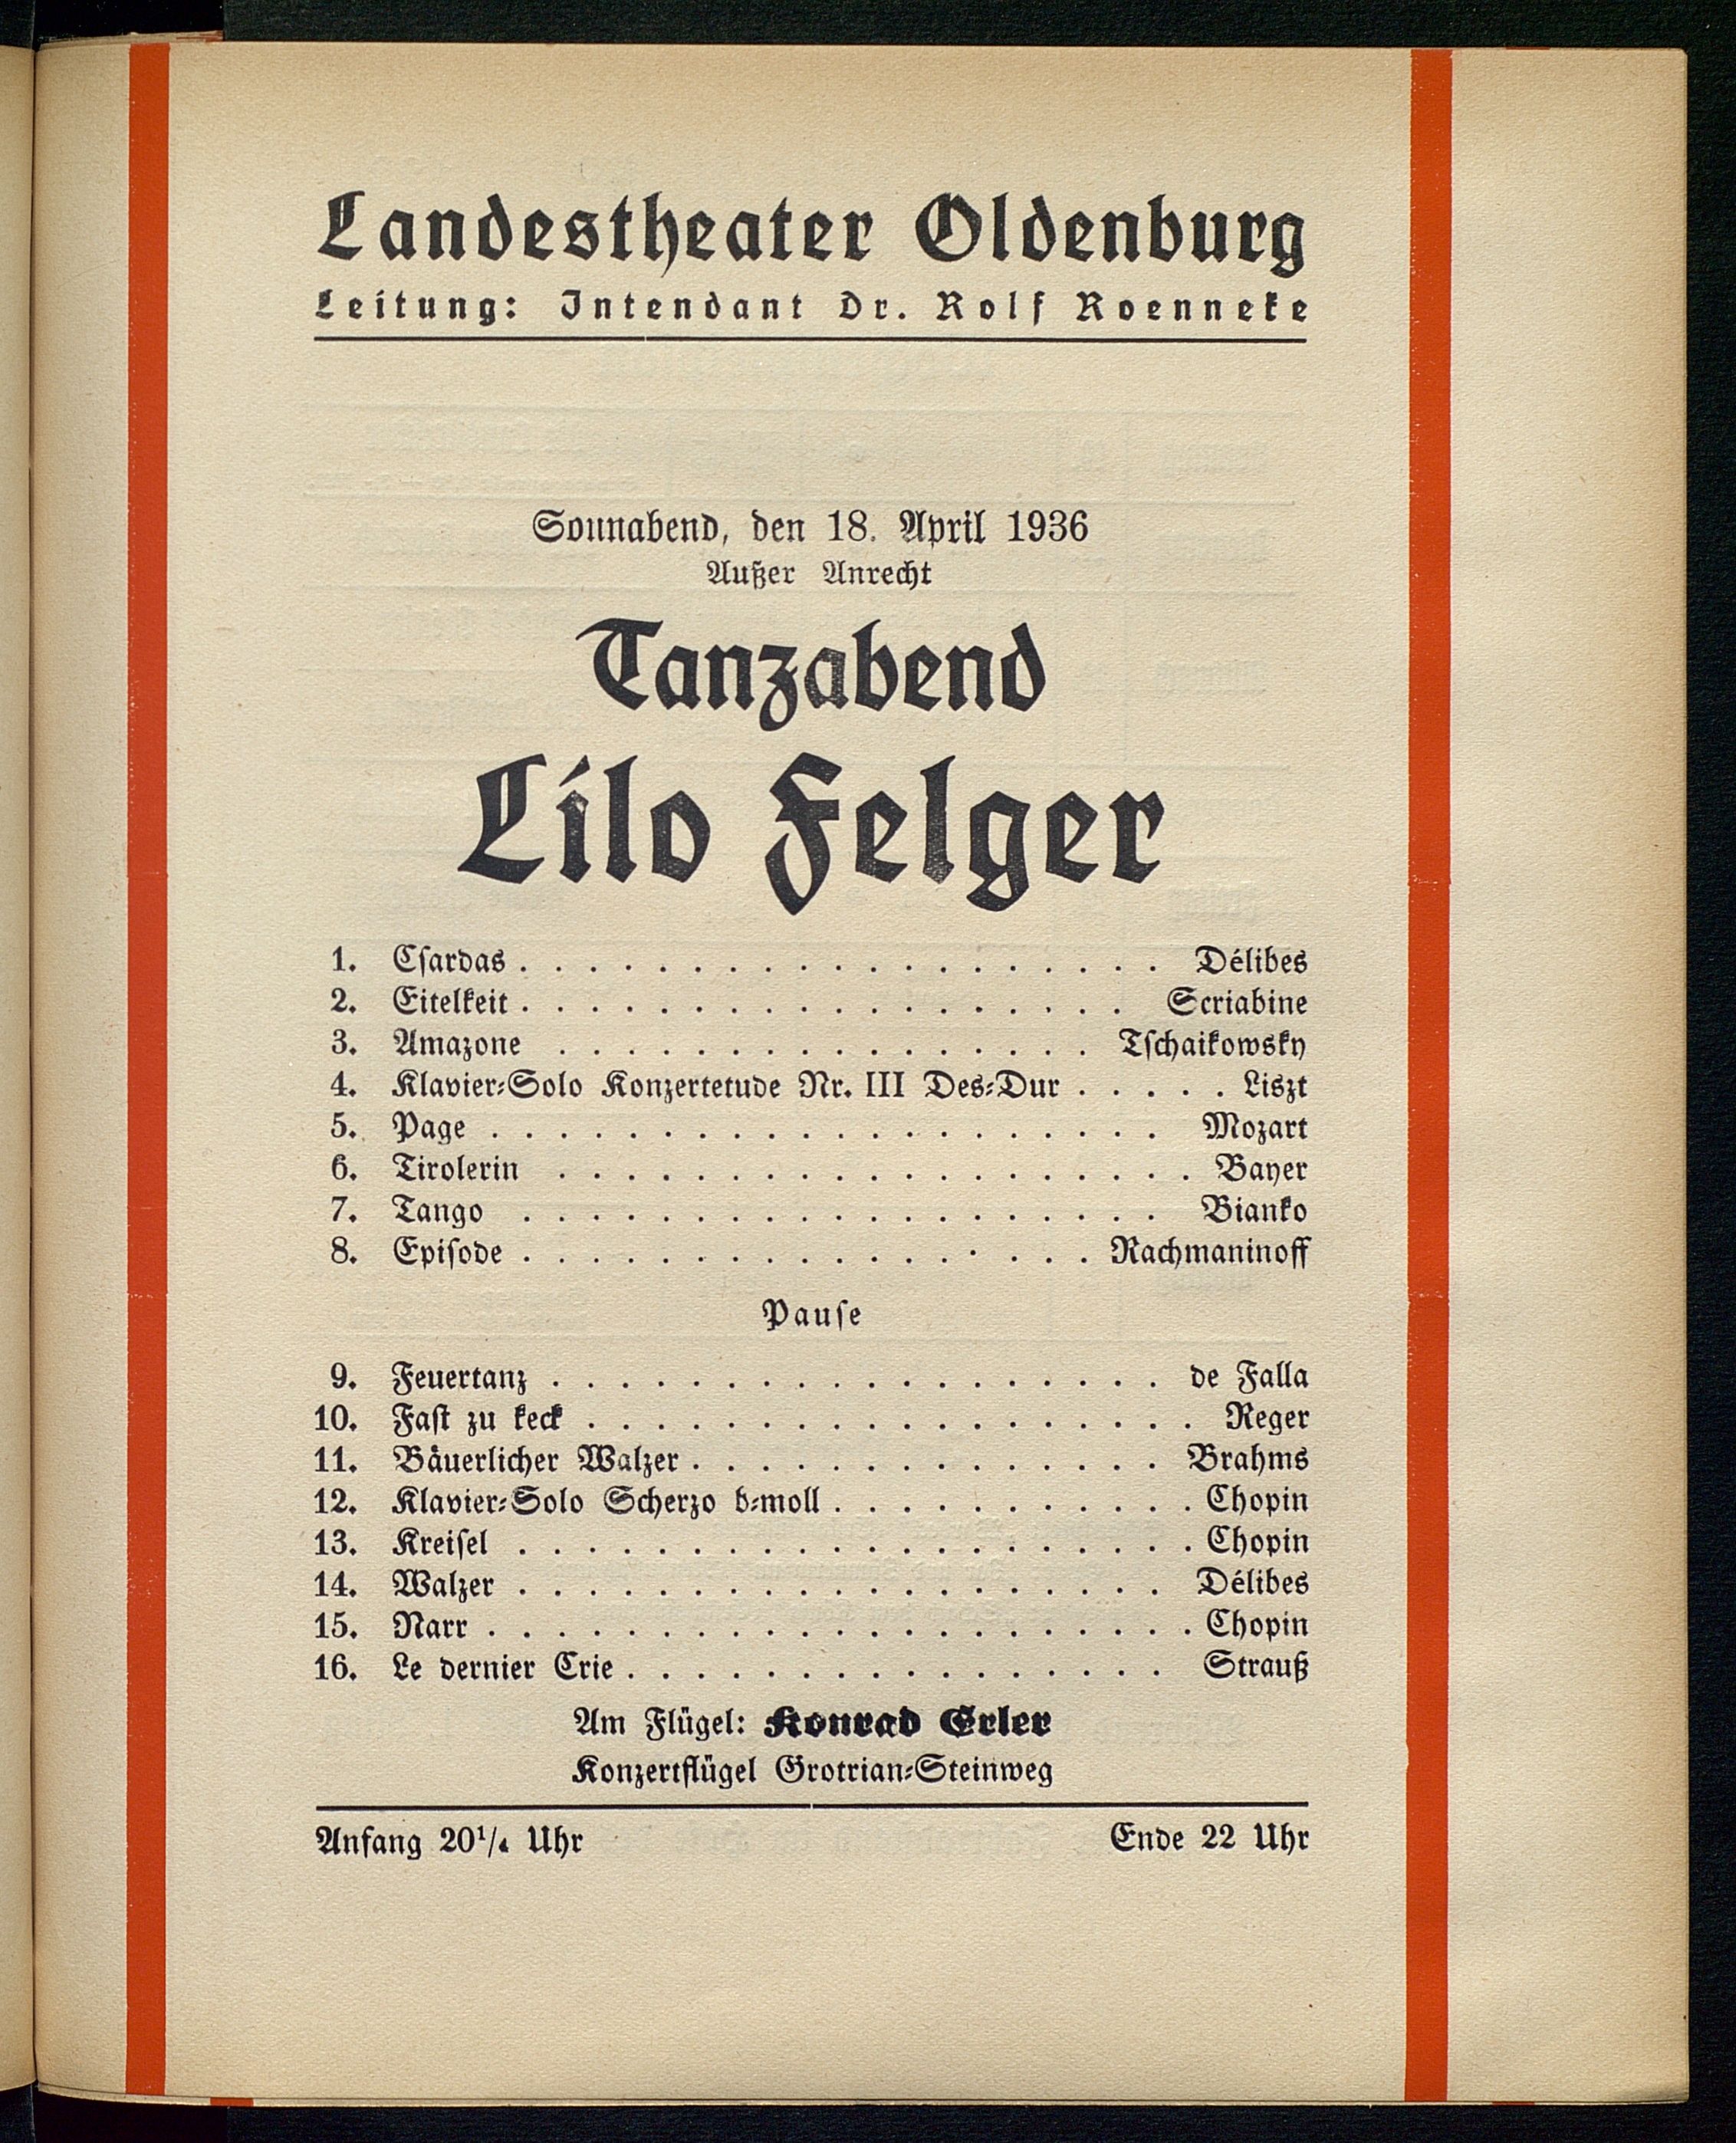 Landestheater Oldenburg
Leitung: Intendant Dr. Rolf Roenneke
Sonnabend, den 18. April 1936
Außer Anrecht
Tanzabend
Lilo Felger
1. Csardas . . . . . . . . . . . . . . . . . . . Délibes
2. Eitelkeit . . . . . . . . . . . . . . . . . . Scriabine
3. Amazone . . . . . . . . . . . . . . . . Tschaikowsky
4. Klavier-Solo Konzertetude Nr. III Des-Dur . . . . . Liszt
5. Page . . . . . . . . . . . . . . . . . . . . Mozart
6. Tirolerin . . . . . . . . . . . . . . . . . . . Bayer
7. Tango . . . . . . . . . . . . . . . . . . . Bianko
8. Episode . . . . . . . . . . . . . . . . . Rachmaninoff
Pause
9. Feuertanz . . . . . . . . . . . . . . . . . . de Falla
10. Fast zu keck . . . . . . . . . . . . . . . . . . Reger
11. Bäuerlicher Walzer . . . . . . . . . . . . . . Brahms
12. Klavier-Solo Scherzo b-moll . . . . . . . . . . . Chopin
13. Kreisel . . . . . . . . . . . . . . . . . . . . Chopin
14. Walzer . . . . . . . . . . . . . . . . . . . Délibes
15. Narr . . . . . . . . . . . . . . . . . . . . . Chopin
16. Le dernier Crie . . . . . . . . . . . . . . . . Strauß
Am Flügel: Konrad Erler
Konzertflügel Grotrian-Steinweg
Anfang 20¹/₄ Uhr Ende 22 Uhr